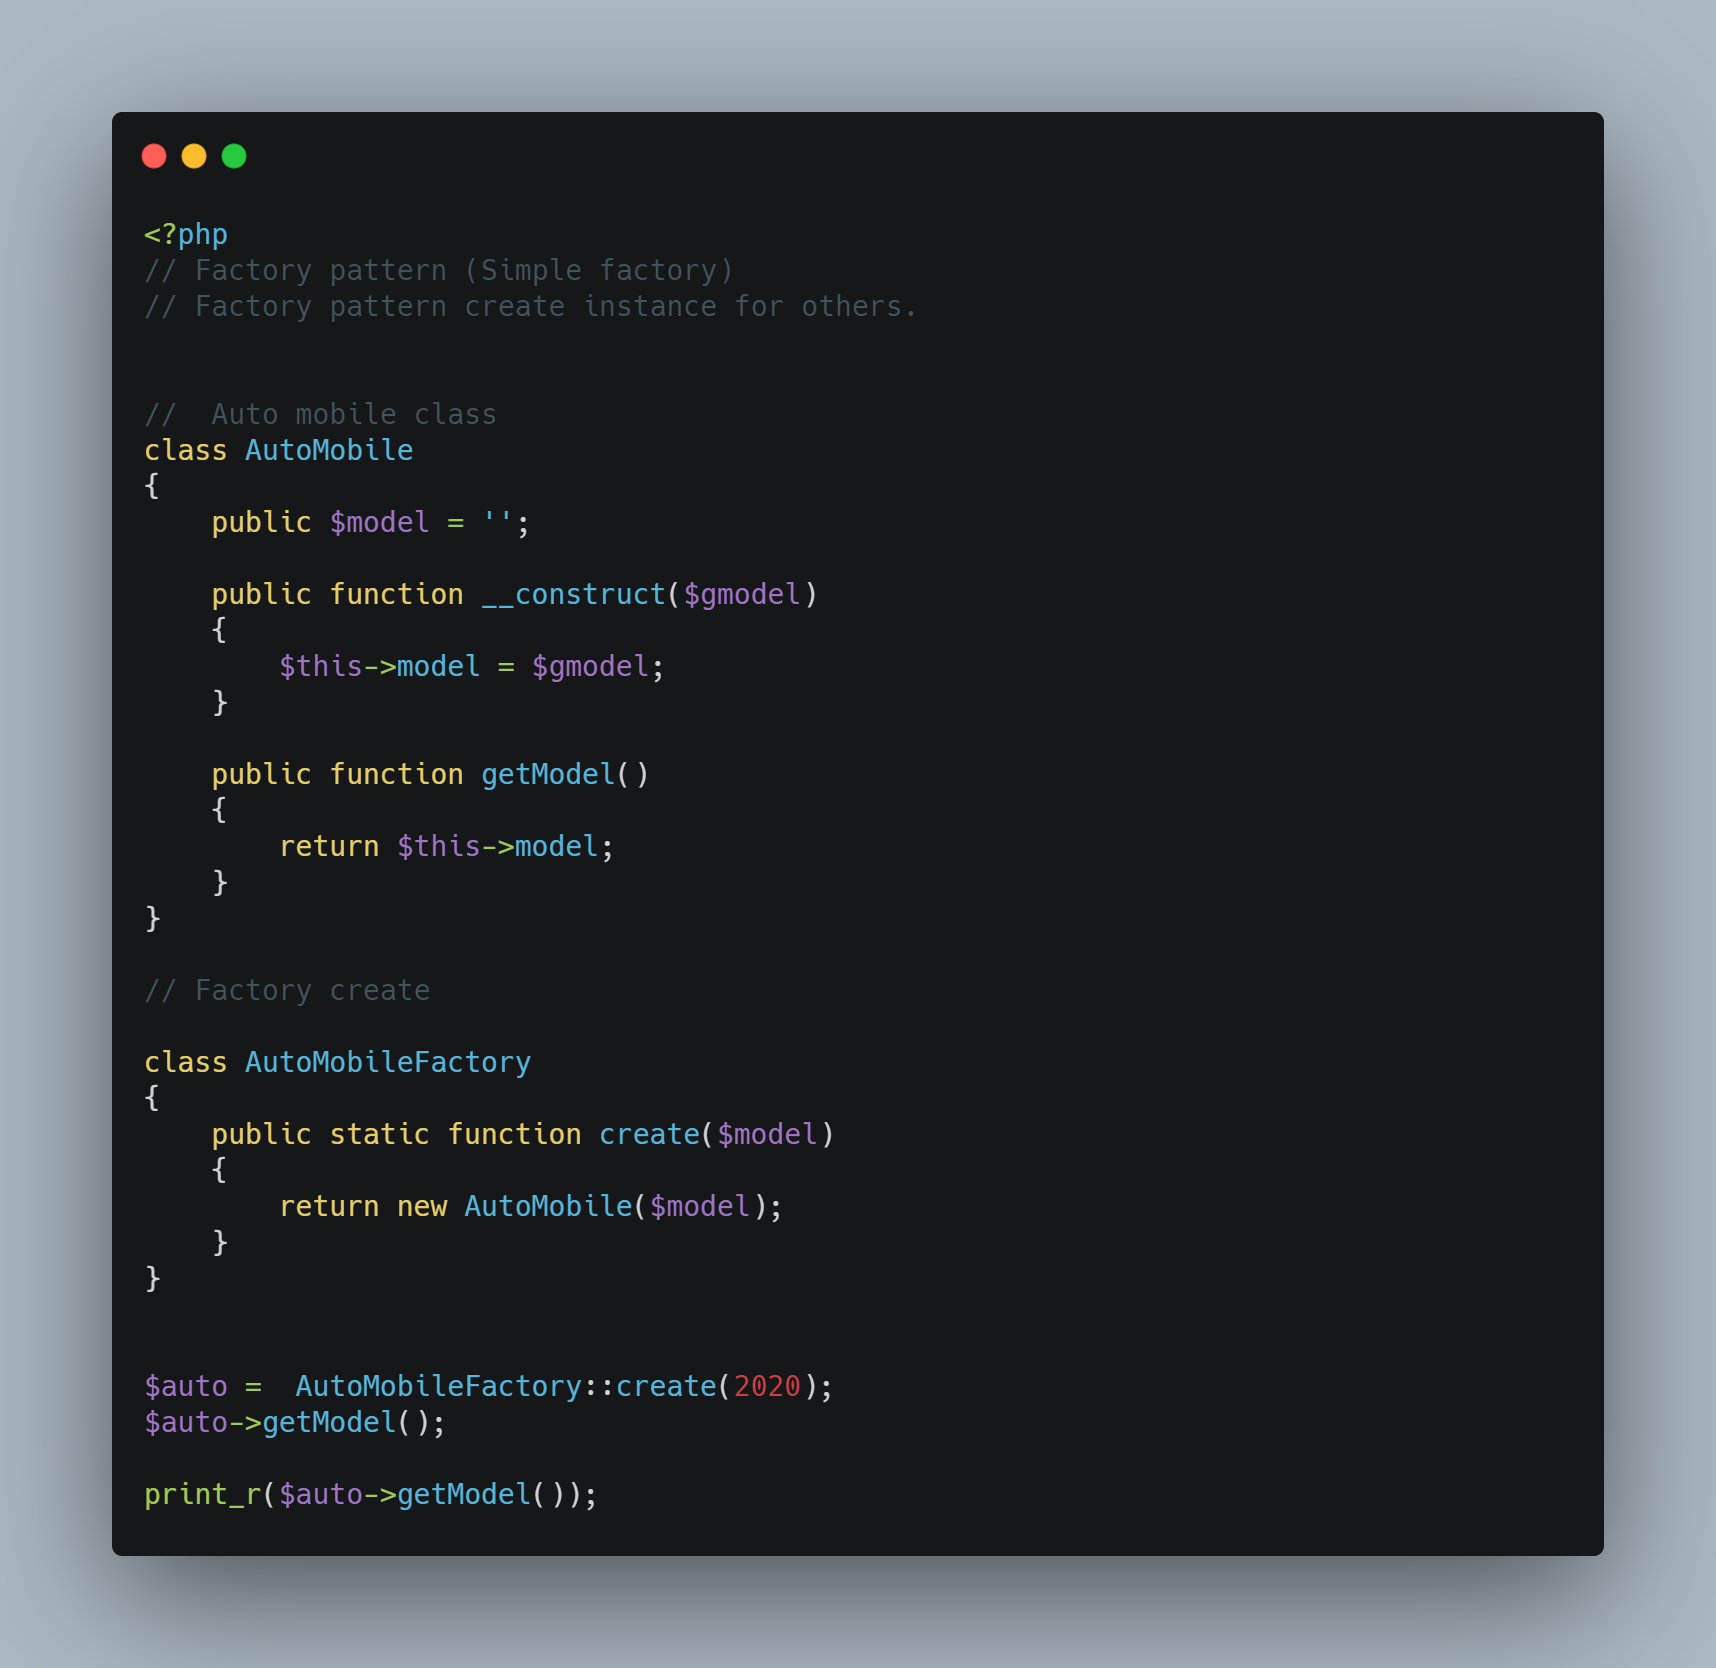 <?php
// Factory pattern (Simple factory)
// Factory pattern create instance for others.
//  Auto mobile class
class AutoMobile
{
    public $model = '';
    public function __construct($gmodel)
    {
        $this->model = $gmodel;
    }
    public function getModel()
    {
        return $this->model;
    }
}
// Factory create
class AutoMobileFactory
{
    public static function create($model)
    {
        return new AutoMobile($model);
    }
}
$auto =  AutoMobileFactory::create(2020);
$auto->getModel();
print_r($auto->getModel());